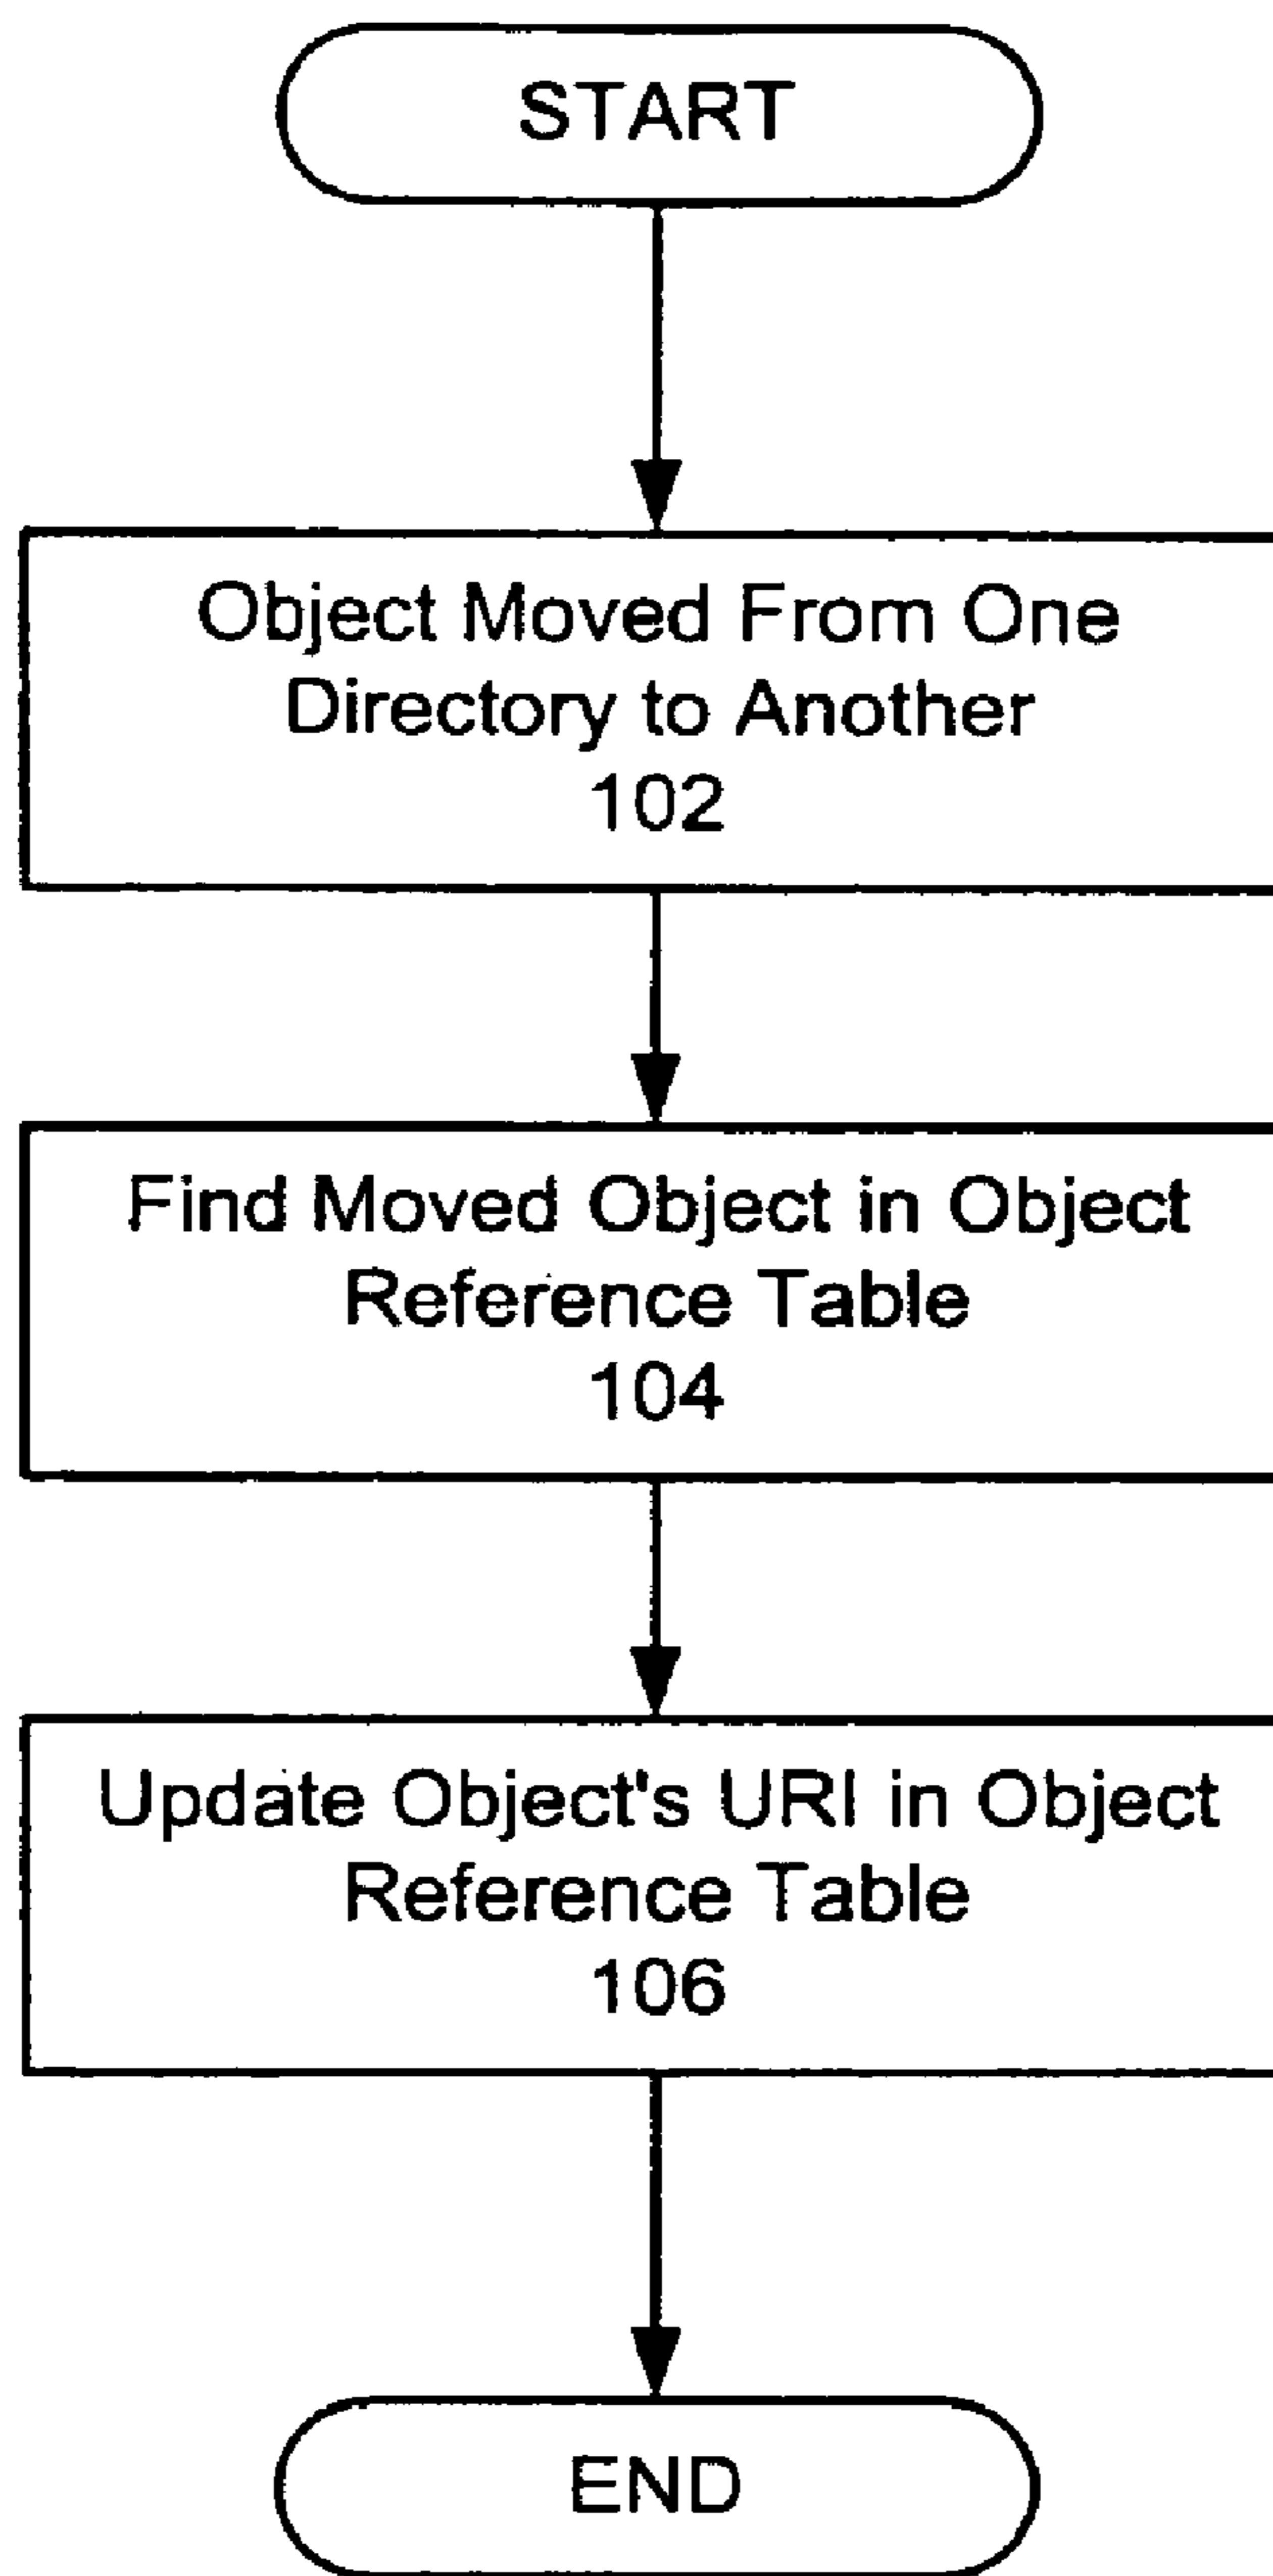 START
Object Moved From One
Directory to Another
102
Find Moved Object in Object
Reference Table
104
Update Object's URI in Object
Reference Table
106
END